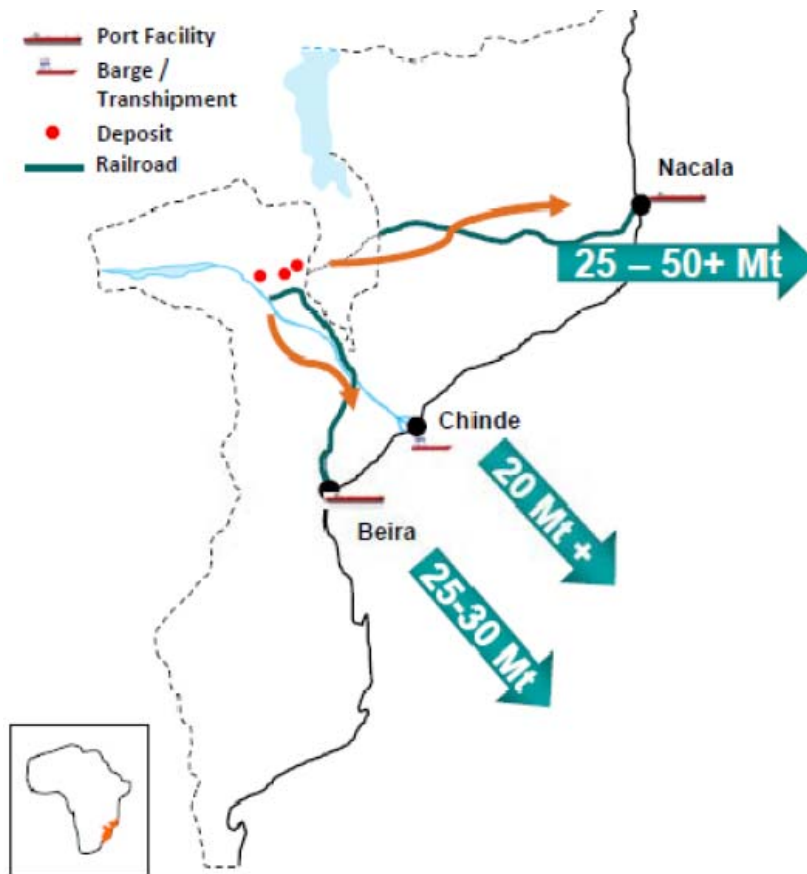 Port Facility
Barge /
Transhipment
Deposit
Railroad
Nacala
25 – 50+ Mt
Chinde
20 Mt +
Beira
25-30 Mt